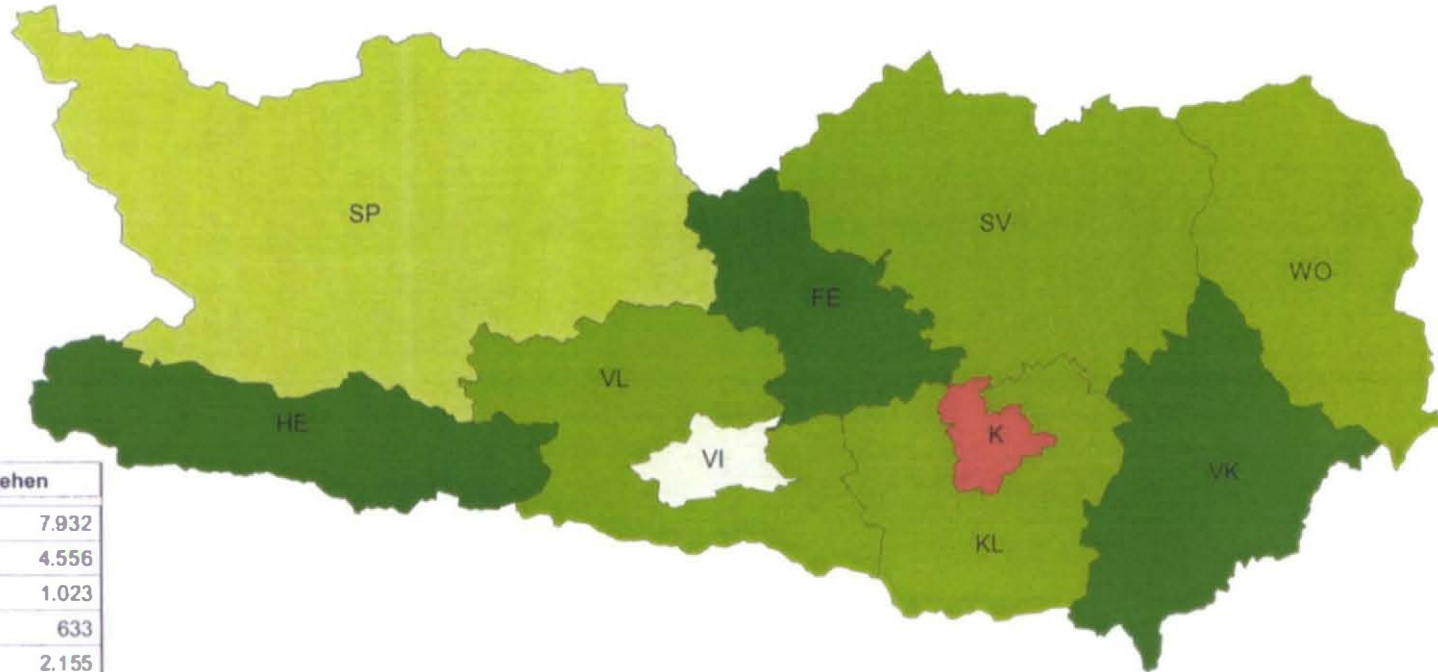 SP
SV
WO
FE
VL
HE
K
VI
VK
KL
ehen
7.932
4.556
1.023
633
2.155